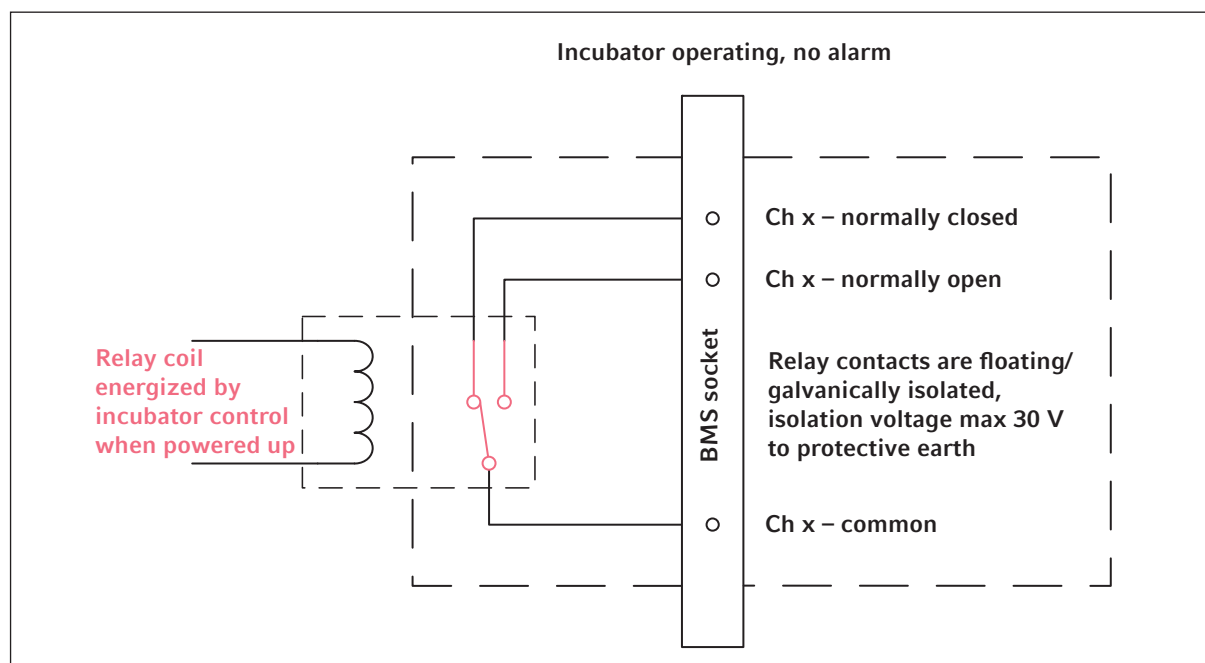 Incubator operating, no alarm
Ch x – normally closed
Ch x – normally open
Relay coil
energized by
incubator control
when powered up
BMS socket
Relay contacts are floating/
galvanically isolated,
isolation voltage max 30 V
to protective earth
Ch x – common